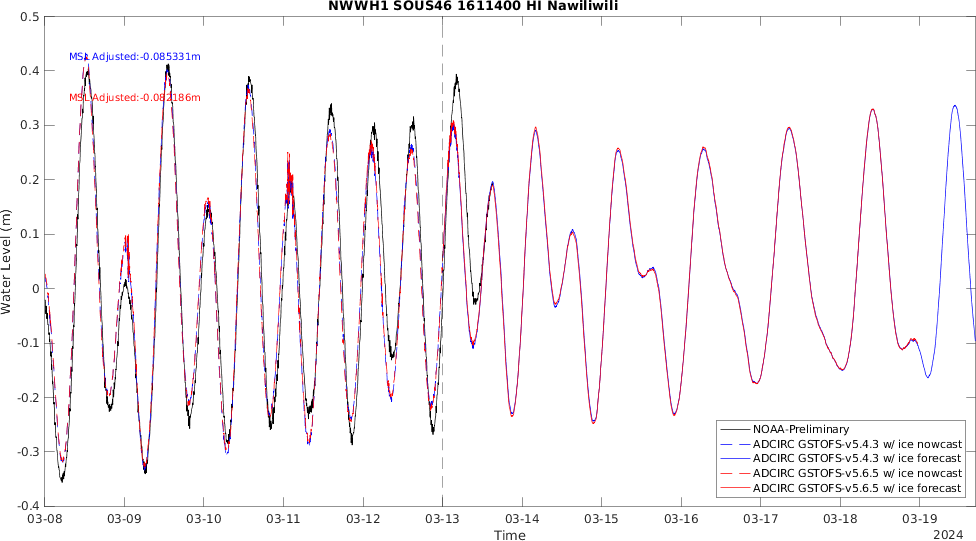 NWWH1 SOUS46 1611400 HI Nawiliwili
0.5
0.4
0.3
0.2
0.1
0
-0.1
-0.2
-0.3
-0.4
Water Level (m)
MSL Adjusted:-0.085331m
MSL Adjusted:-0.082186m
NOAA-Preliminary
ADCIRC GSTOFS-v5.4.3 w/ ice nowcast
ADCIRC GSTOFS-v5.4.3 w/ ice forecast
ADCIRC GSTOFS-v5.6.5 w/ ice nowcast
ADCIRC GSTOFS-v5.6.5 w/ ice forecast
03-08 03-09 03-10 03-11 03-12 03-13 03-14 03-15 03-16 03-17 03-18 03-19
Time
2024